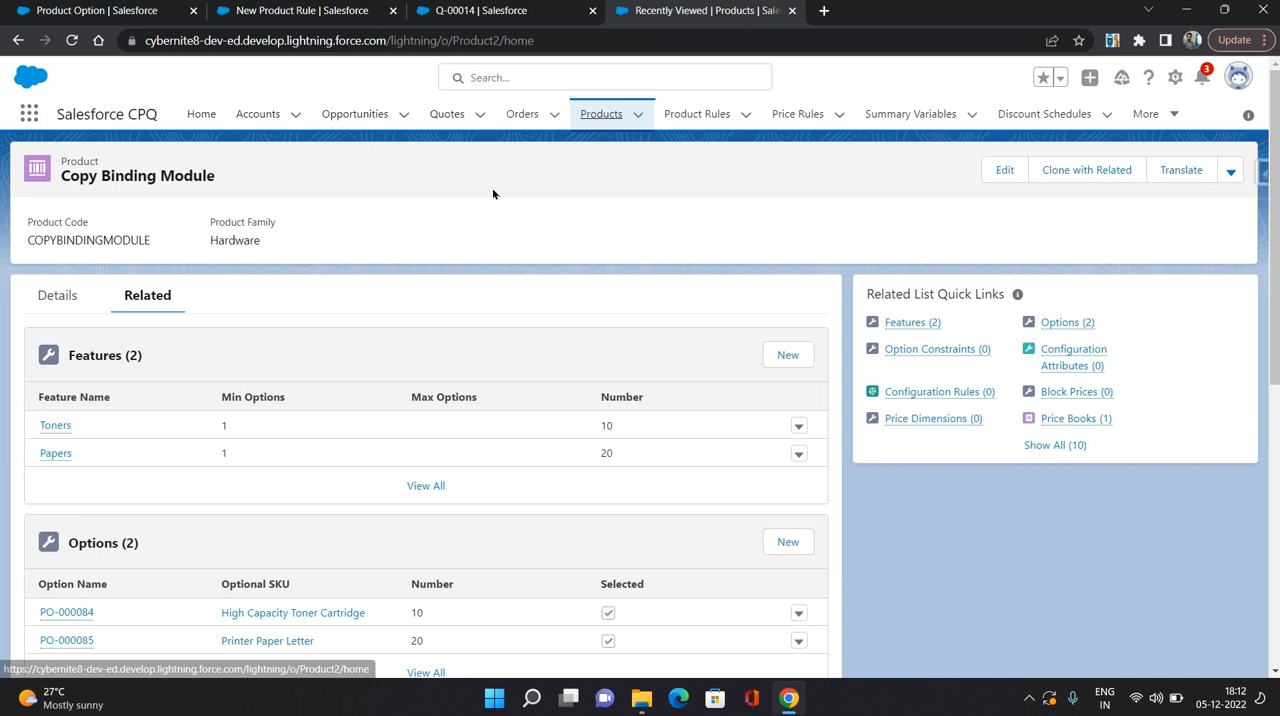 Product Option | Salesforce
New Product Rule | Salesforce
Q-00014 | Salesforce
Recently Viewed | Products | Sale
cybernite8-dev-ed.develop.lightning.force.com/lightning/o/Product2/home
Update
Search...
3
Salesforce CPQ
Home
Accounts
Opportunities
Quotes
Orders
Products
Product Rules
Price Rules
Summary Variables
Discount Schedules
More
Product
Copy Binding Module
Edit
Clone with Related
Translate
Product Code
Product Family
COPYBINDINGMODULE
Hardware
Details
Related
Features (2)
New
Feature Name
Min Options
Max Options
Number
Toners
1
10
Papers
1
20
View All
Options (2)
New
Option Name
Optional SKU
Number
Selected
PO-000084
High Capacity Toner Cartridge
10
PO-000085
Printer Paper Letter
20
View All
Related List Quick Links
Features (2)
Options (2)
Option Constraints (0)
Configuration
Attributes (0)
Configuration Rules (0)
Block Prices (0)
Price Dimensions (0)
Price Books (1)
Show All (10)
https://cybernite8-dev-ed.develop.lightning.force.com/lightning/o/Product2/home
27°C
Mostly sunny
ENG
IN
18:12
05-12-2022